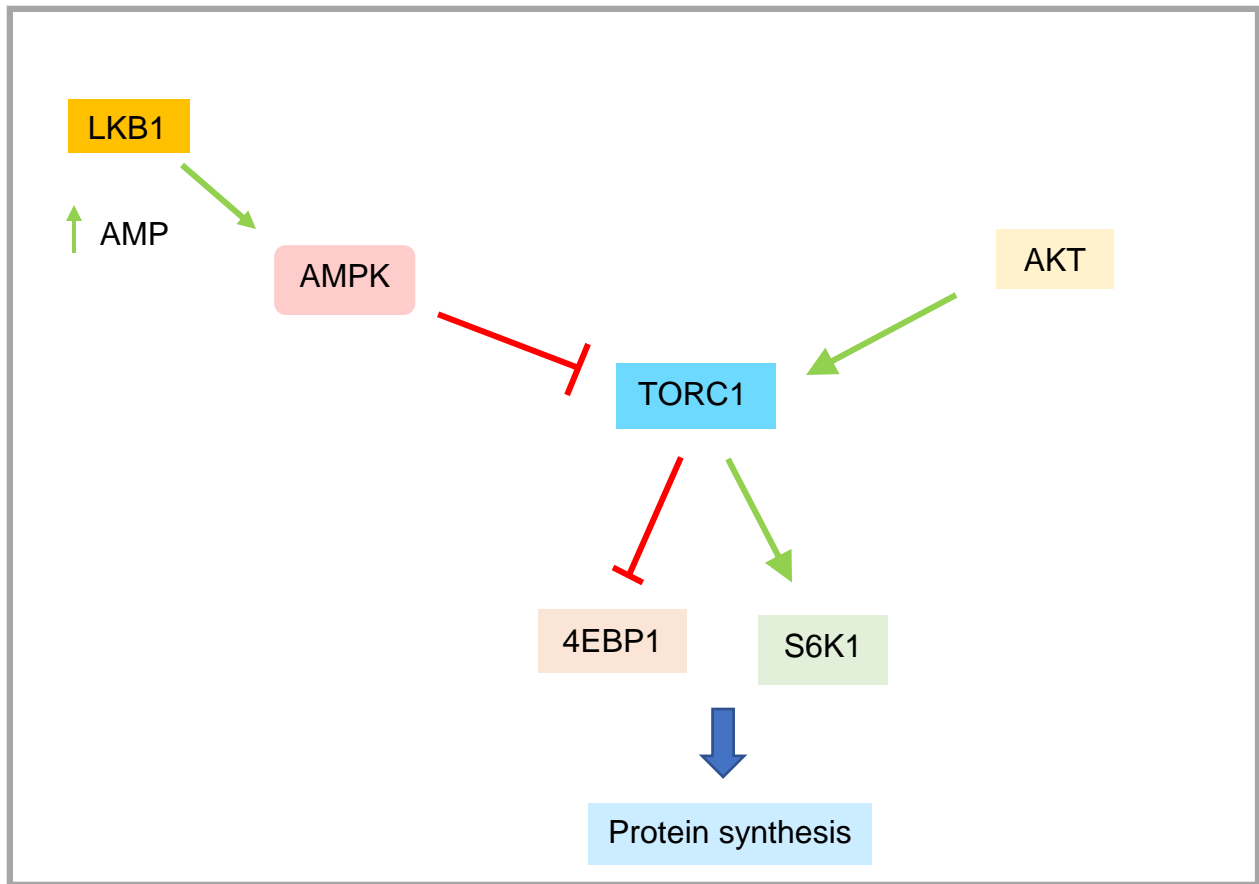 LKB1
AMP
AMPK
AKT
TORC1
4EBP1
S6K1
Protein synthesis